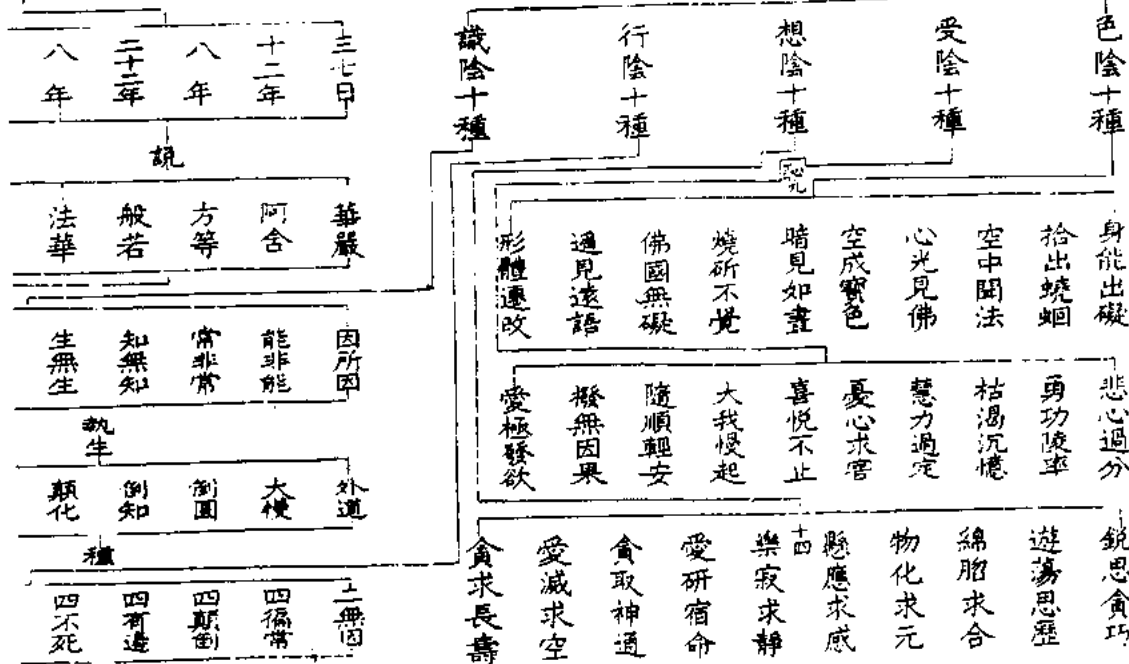 色陰十種
受陰十種
想陰十種
行陰十種
識陰十種
身能出礙
拾出蟯蛔
空中聞法
心光見佛
空成寶色
暗見如晝
燒斫不覺
佛國無礙
見遠語
形體遷改
悲心過分
勇功陵率
枯渴沉憶
慧力過定
憂心求害
喜悅不止
大我慢起
隨順輕安
撥無因果
愛極發欲
十四
銳思貪巧
遊蕩思歷
綿求合
物化求元
懸應求感
樂寂求靜
愛研宿命
貪取神通
愛滅求空
貪求長壽
三七日
十二年
八年
二十二年
八年
說
華嚴
阿含
方等
般若
法華
因所因
能非能
常非常
知無知
生無生
執生
外道
大慢
倒圓
倒知
顛化
種
二無因
四徧常
四顛倒
四有邊
四不死